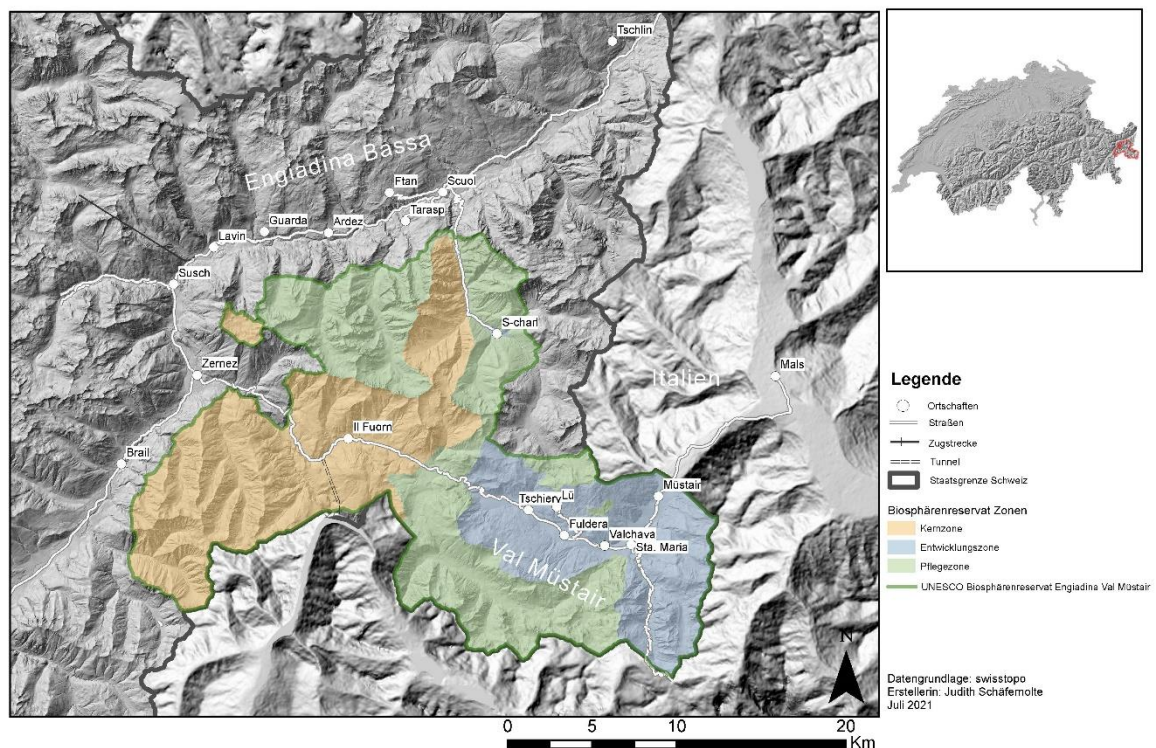 Tschlin
Engiadina Bassa
Ftan
Scuol
Tarasp
Guarda
Ardez
Lavin
Susch
S-charl
Zernez
Italien
Mals
Il Fuorn
Brail
Müstair
Lü
Tschierv
Fuldera
Valchava
Sta. Maria
Val Müstair
N
0 5 10 20
Km
Legende
Ortschaften
Straßen
Zugstrecke
Tunnel
Staatsgrenze Schweiz
Biosphärenreservat Zonen
Kernzone
Entwicklungszone
Pflegezone
UNESCO Biosphärenreservat Engiadina Val Müstair
Datengrundlage: swisstopo
Erstellerin: Judith Schäfemolte
Juli 2021